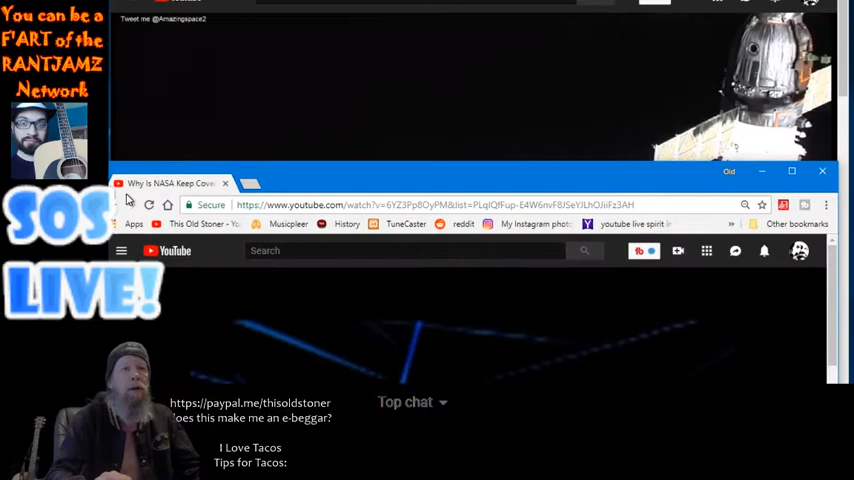 You can be a
F'ART of the
RANTJAMZ
Network
Tweet me @Amazingspace2
SOS
LIVE!
Old
Why Is NASA Keep Cove
Secure
https://www.youtube.com/watch?v=6YZ3Pp8OyPM&list=PLqIQfFup-E4W6nvF8JSeYJLhOJiiFz3AH
Apps This Old Stoner - Yo Musicpleer History TuneCaster reddit My Instagram photo youtube live spirit in Other bookmarks
YouTube Search fb
https://paypal.me/thisoldstoner
does this make me an e-beggar?
Top chat
I Love Tacos
Tips for Tacos: